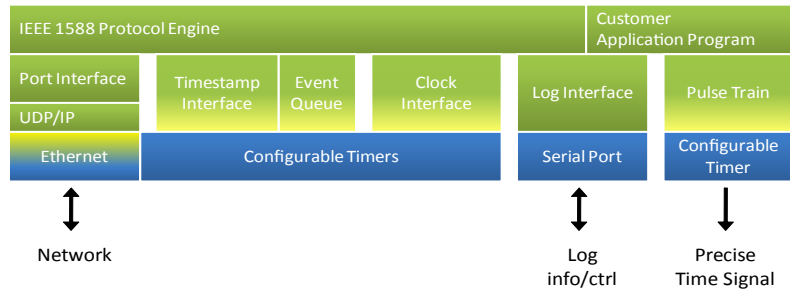 IEEE 1588 Protocol Engine
Customer
Application Program
Port Interface
UDP/IP
Timestamp
Interface
Event
Queue
Clock
Interface
Log Interface
Pulse Train
Ethernet
Configurable Timers
Serial Port
Configurable
Timer
Network
Log
info/ctrl
Precise
Time Signal